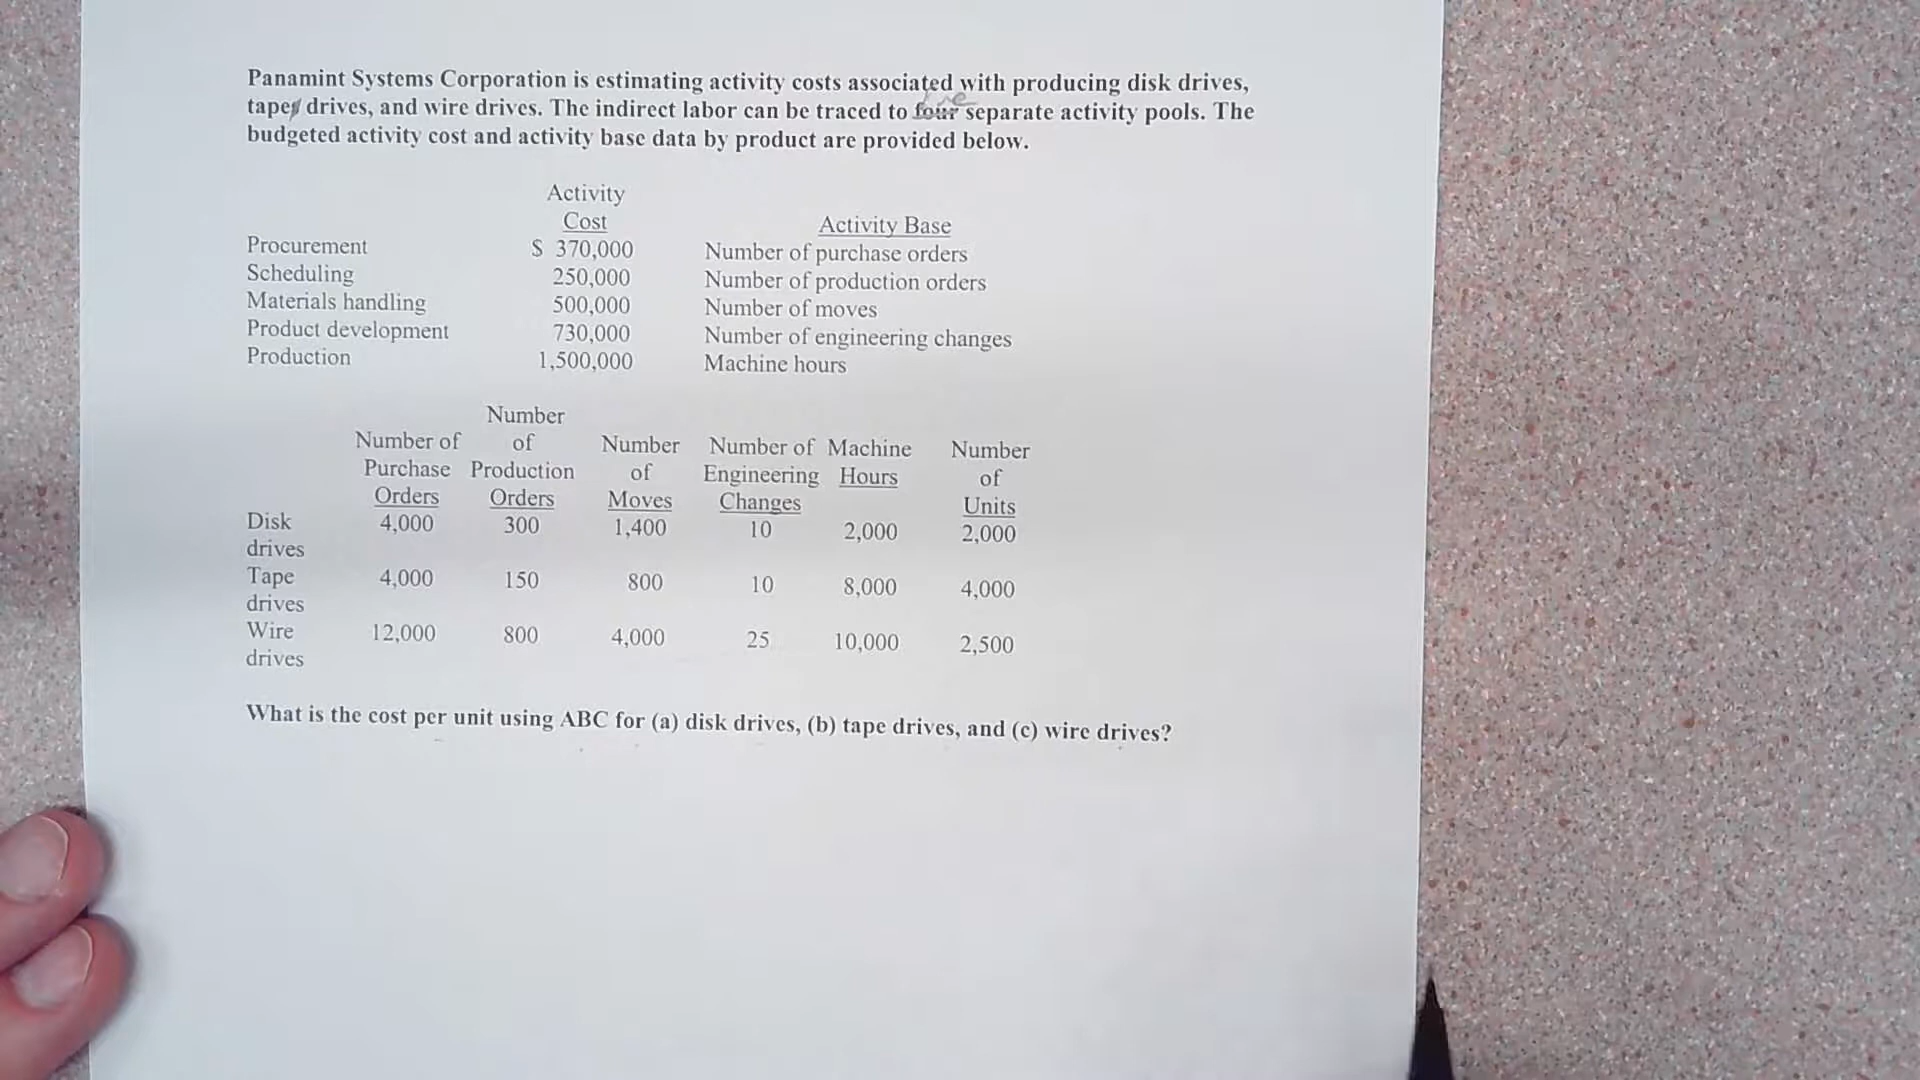 Panamint Systems Corporation is estimating activity costs associated with producing disk drives,
tapes drives, and wire drives. The indirect labor can be traced to four separate activity pools. The
budgeted activity cost and activity base data by product are provided below.
Activity
Cost Activity Base
Procurement $ 370,000 Number of purchase orders
Scheduling 250,000 Number of production orders
Materials handling 500,000 Number of moves
Product development 730,000 Number of engineering changes
Production 1,500,000 Machine hours
Number
Number of of Number Number of Machine Number
Purchase Production of Engineering Hours of
Orders Orders Moves Changes Units
Disk 4,000 300 1,400 10 2,000 2,000
drives
Tape 4,000 150 800 10 8,000 4,000
drives
Wire 12,000 800 4,000 25 10,000 2,500
drives
What is the cost per unit using ABC for (a) disk drives, (b) tape drives, and (c) wire drives?